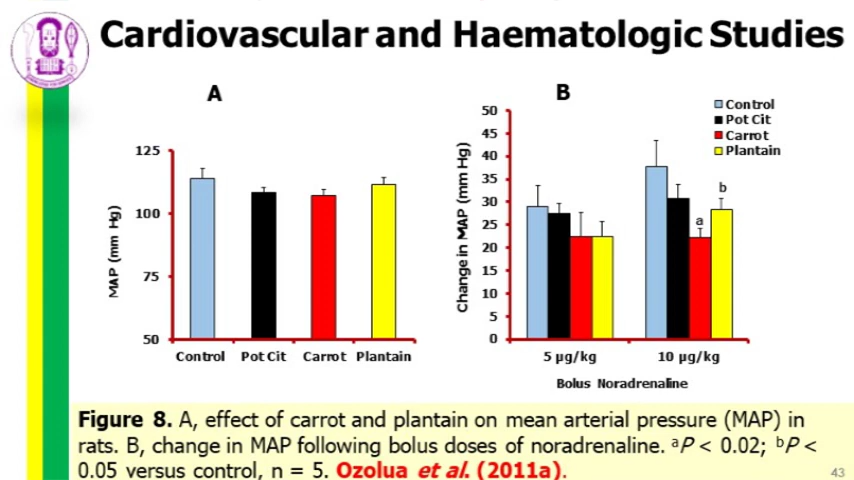 Cardiovascular and Haematologic Studies
A
B
125
100
75
50
MAP (mm Hg)
Control
Pot Cit
Carrot
Plantain
50
45
40
35
30
25
20
15
10
5
0
Change in MAP (mm Hg)
Control
Pot Cit
Carrot
Plantain
a
b
5 µg/kg
10 µg/kg
Bolus Noradrenaline
Figure 8. A, effect of carrot and plantain on mean arterial pressure (MAP) in
rats. B, change in MAP following bolus doses of noradrenaline. ᵃP < 0.02; ᵇP <
0.05 versus control, n = 5. Ozolua et al. (2011a).
43